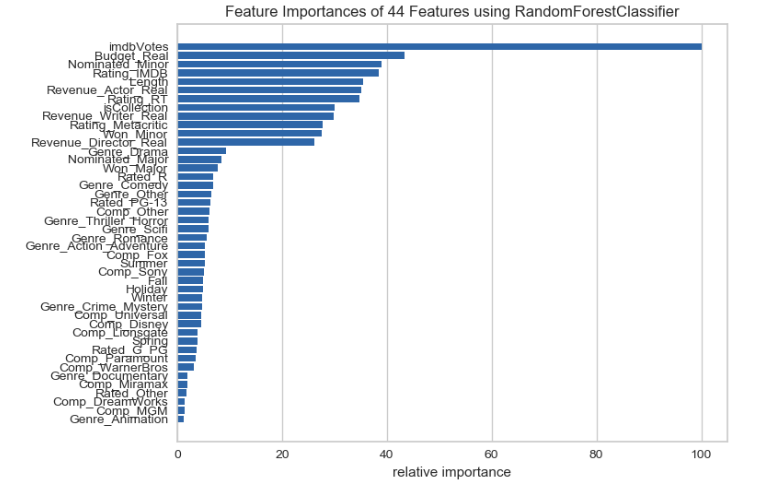 Feature Importances of 44 Features using RandomForestClassifier
imdbVotes
Budget_Real
Nominated_Minor
Rating_IMDB
Length
Revenue_Actor_Real
Rating_RT
isCollection
Revenue_Writer_Real
Rating_Metacritic
Won_Minor
Revenue_Director_Real
Genre_Drama
Nominated_Major
Won_Major
Rated_R
Genre_Comedy
Genre_Other
Rated_PG-13
Comp_Other
Genre_Thriller_Horror
Genre_Scifi
Genre_Romance
Genre_Action_Adventure
Comp_Fox
Summer
Comp_Sony
Fall
Holiday
Winter
Genre_Crime_Mystery
Comp_Universal
Comp_Disney
Comp_Lionsgate
Spring
Rated_G_PG
Comp_Paramount
Comp_WarnerBros
Genre_Documentary
Comp_Miramax
Rated_Other
Comp_DreamWorks
Comp_MGM
Genre_Animation
0 20 40 60 80 100
relative importance